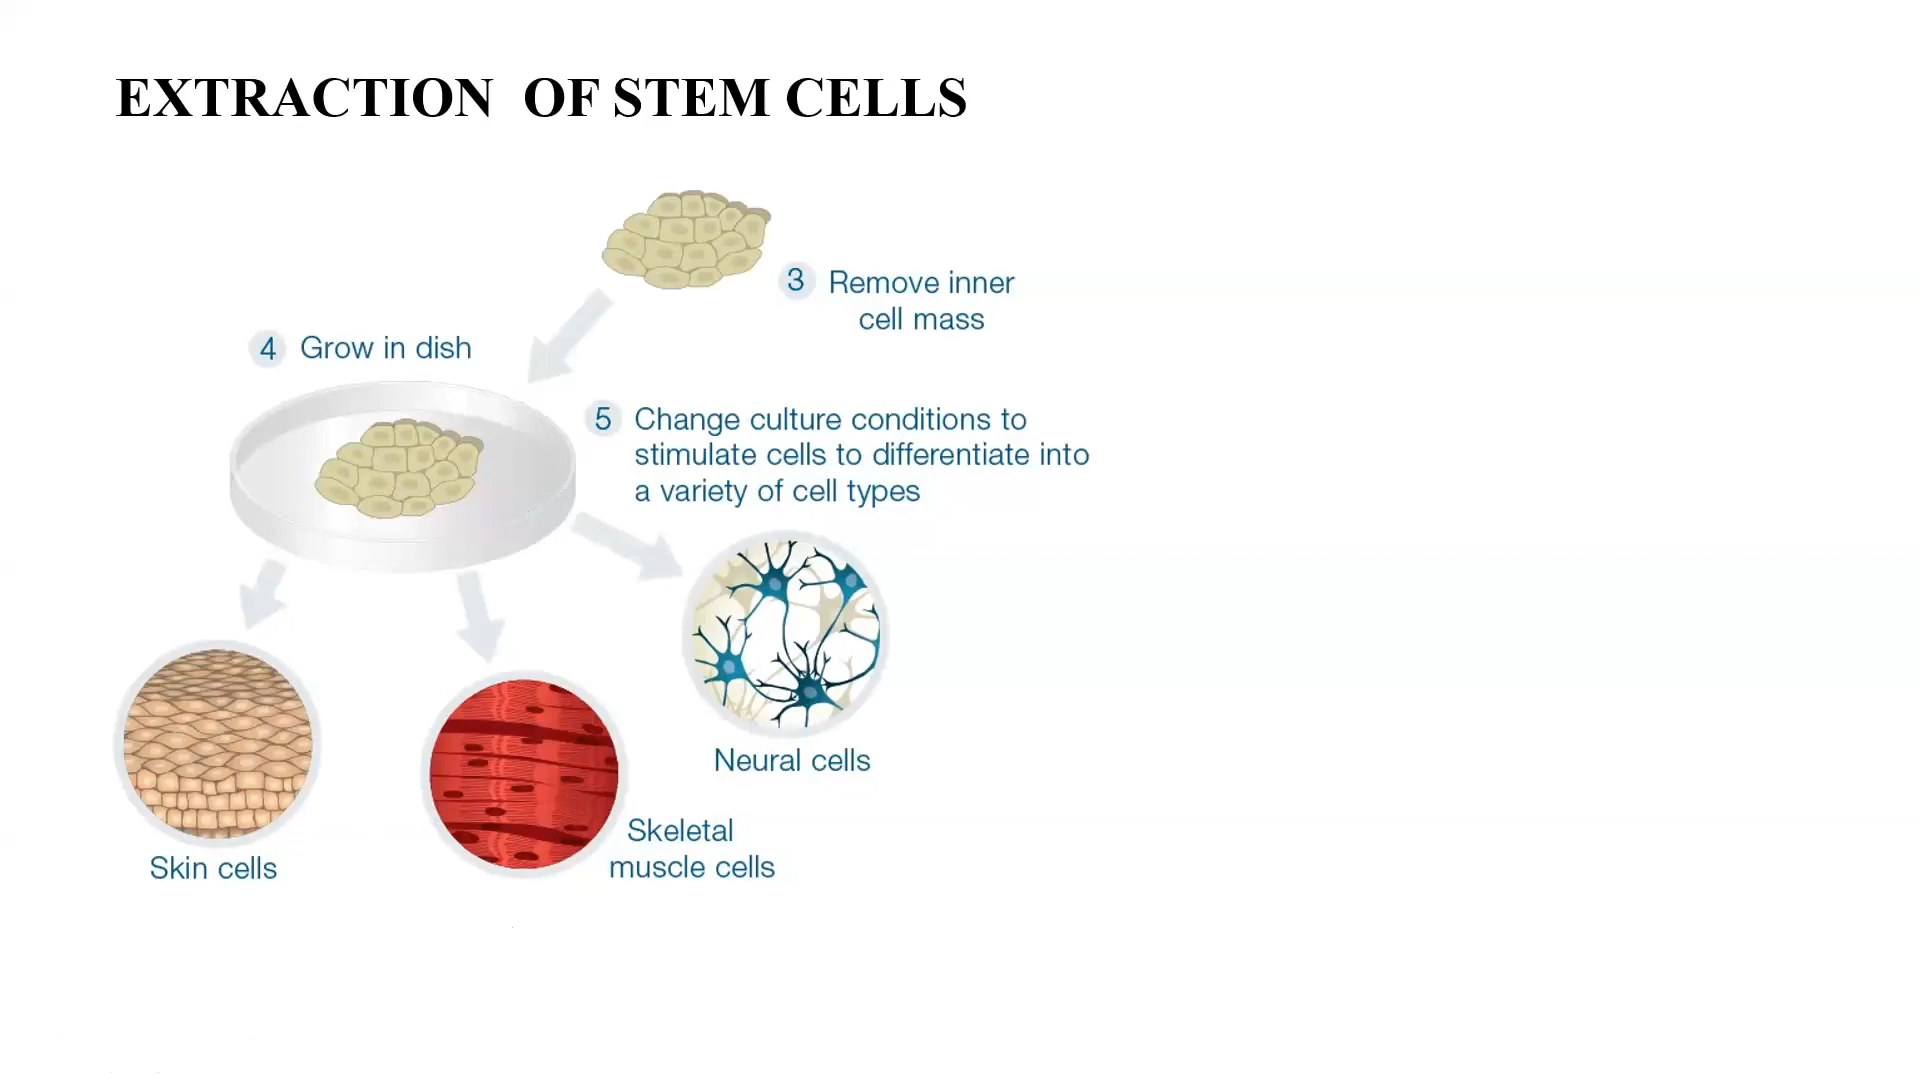 EXTRACTION OF STEM CELLS
3 Remove inner
cell mass
4 Grow in dish
5 Change culture conditions to
stimulate cells to differentiate into
a variety of cell types
Neural cells
Skeletal
muscle cells
Skin cells